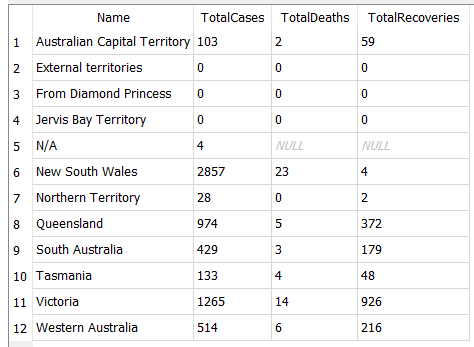 Name TotalCases TotalDeaths TotalRecoveries
1 Australian Capital Territory 103 2 59
2 External territories 0 0 0
3 From Diamond Princess 0 0 0
4 Jervis Bay Territory 0 0 0
5 N/A 4 NULL NULL
6 New South Wales 2857 23 4
7 Northern Territory 28 0 2
8 Queensland 974 5 372
9 South Australia 429 3 179
10 Tasmania 133 4 48
11 Victoria 1265 14 926
12 Western Australia 514 6 216